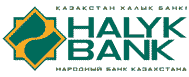 ҚАЗАҚСТАН ХАЛЫҚ БАНКІ
HALYK
BANK
НАРОДНЫЙ БАНК КАЗАХСТАНА